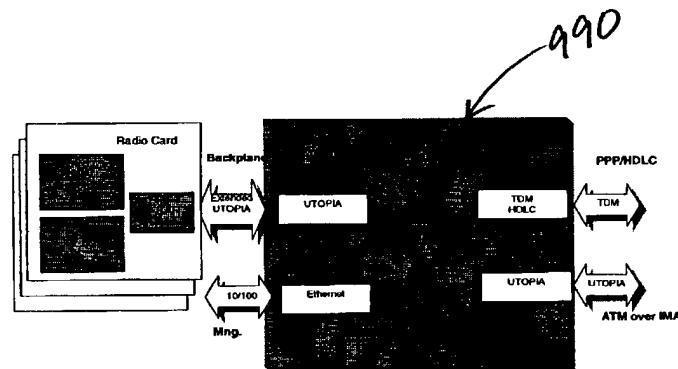 990
Radio Card
Backplane
PPP/HDLC
Extended
UTOPIA
UTOPIA
TDM
HDLC
TDM
10/100
Ethernet
UTOPIA
UTOPIA
Mng.
ATM over IMA